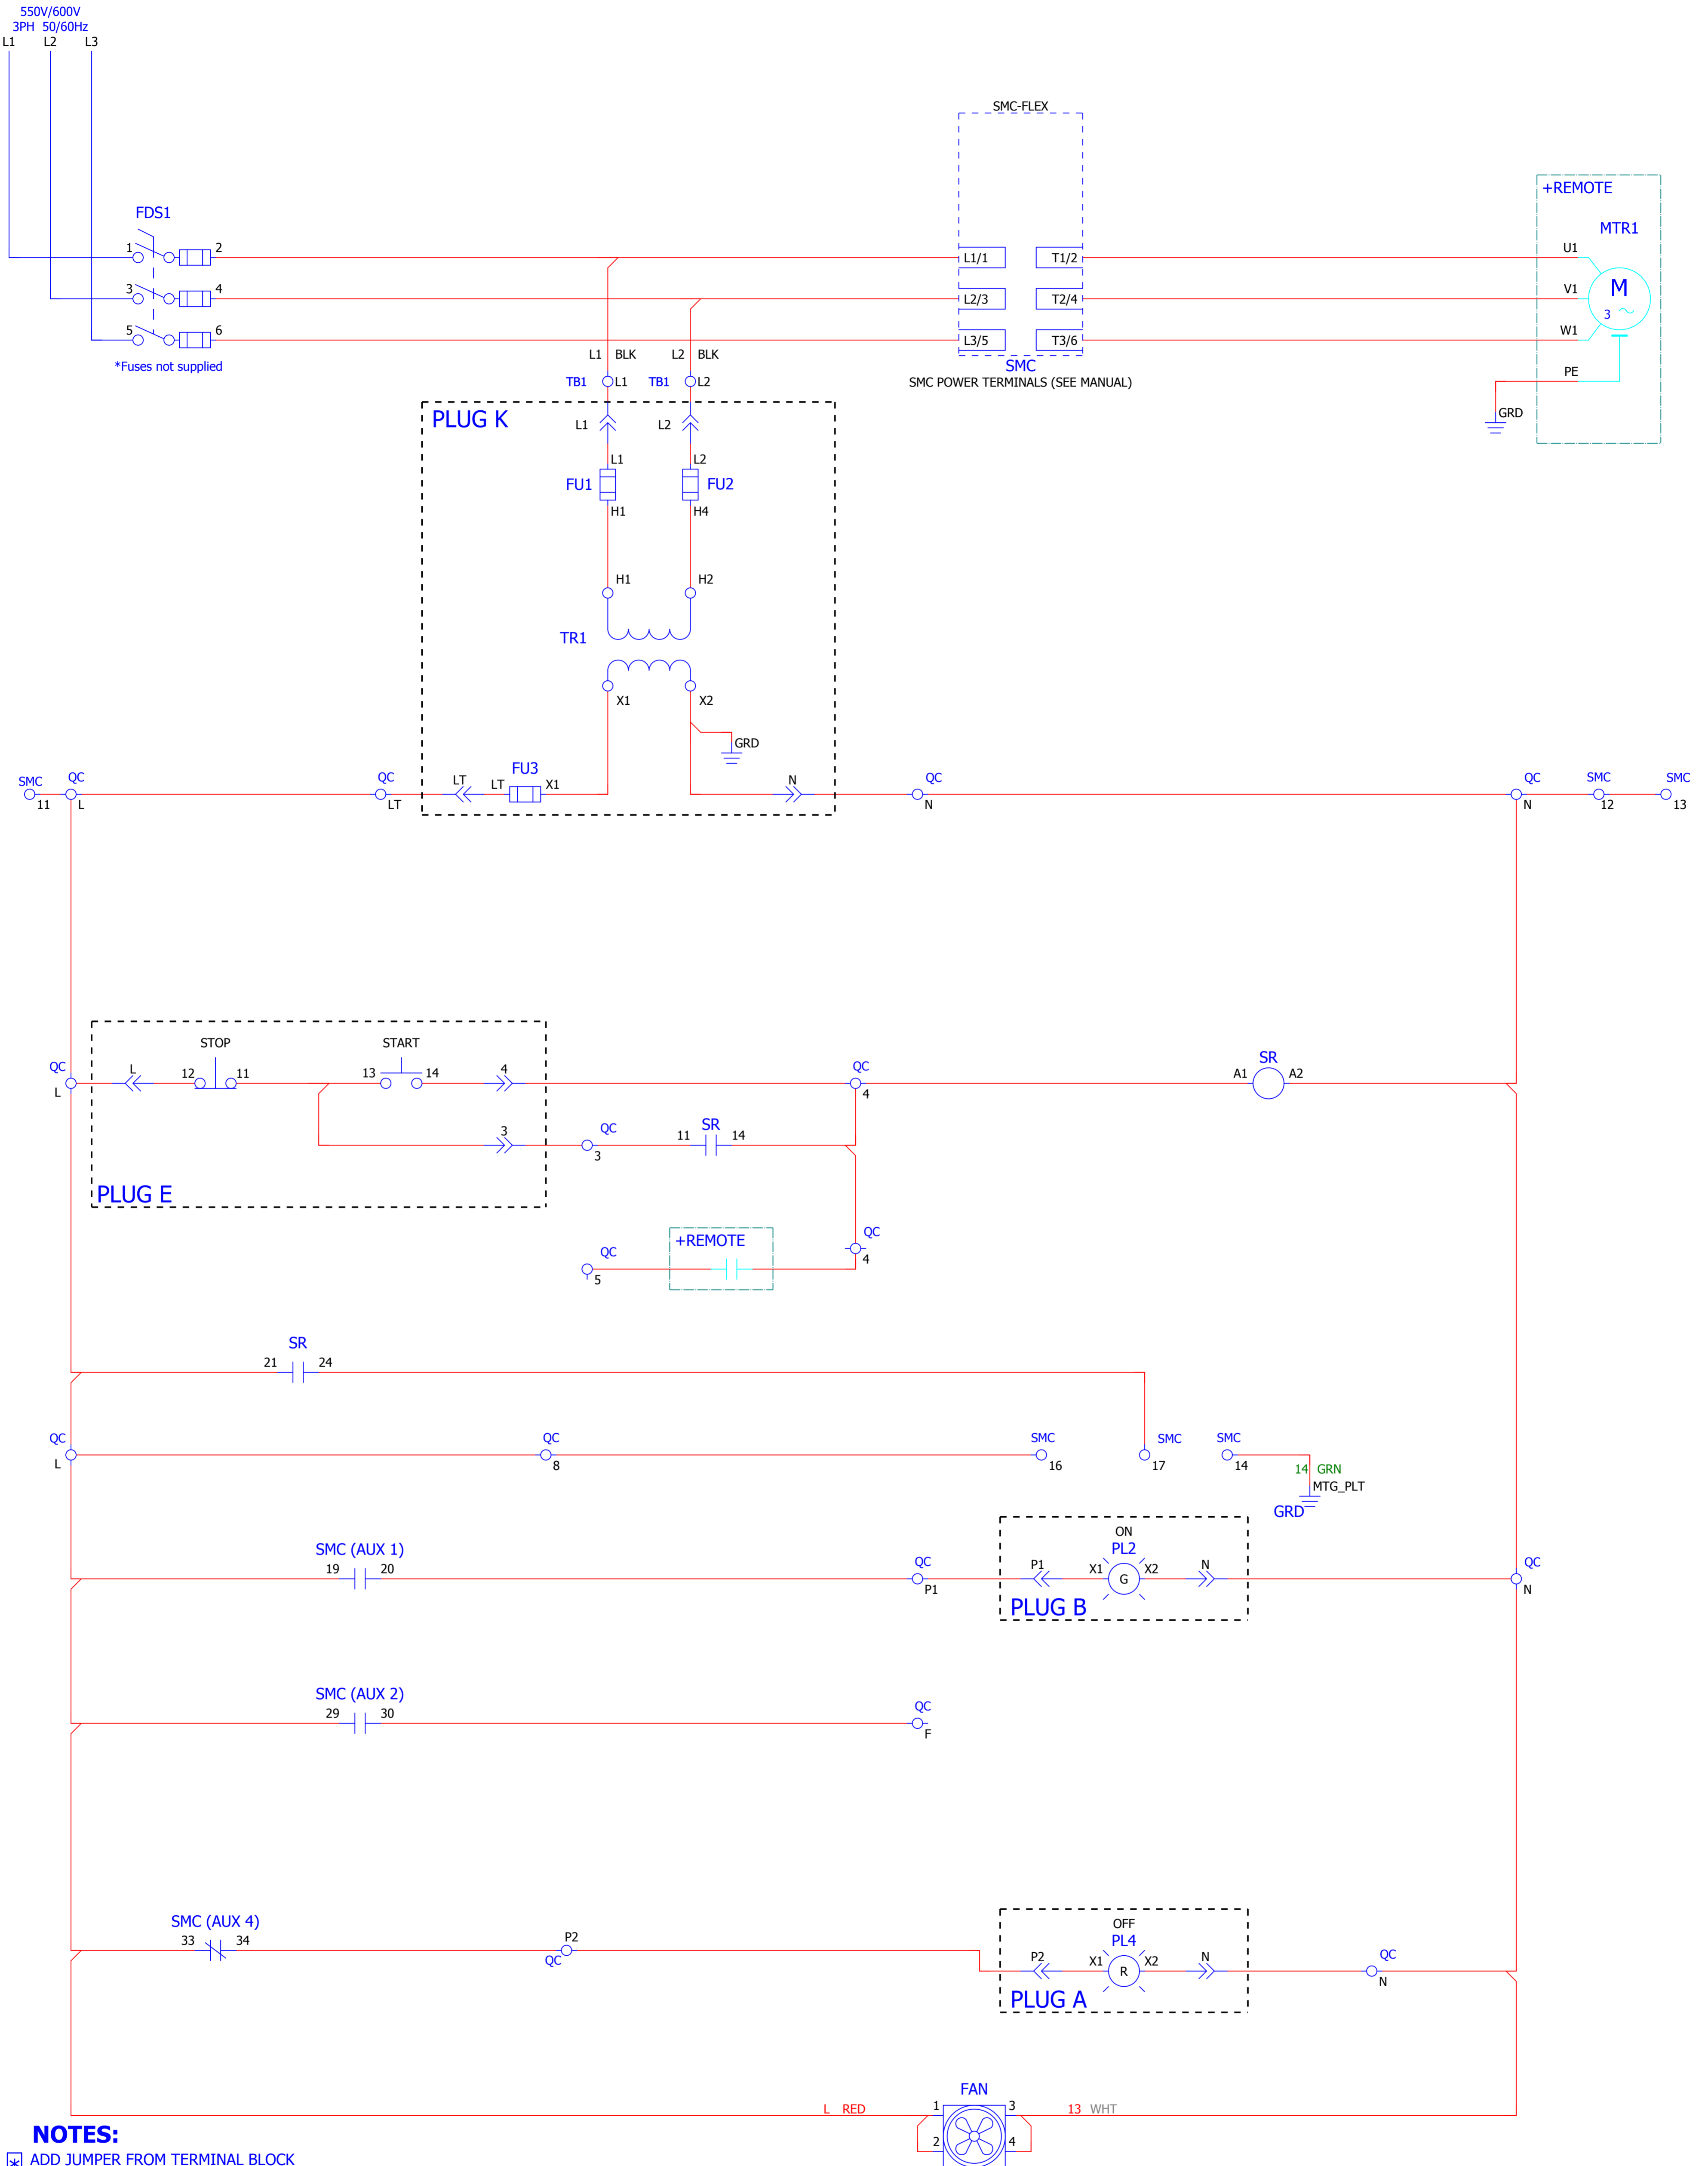 550V/600V
3PH 50/60Hz
L1 L2 L3
SMC-FLEX
+REMOTE
FDS1
MTR1
1 2 L1/1 T1/2 U1
3 4 L2/3 T2/4 V1 M
3
5 6 L3/5 T3/6 W1
*Fuses not supplied
L1 BLK L2 BLK
SMC
SMC POWER TERMINALS (SEE MANUAL)
PE
TB1 L1 TB1 L2
GRD
PLUG K
L1 L2
L1 L2
FU1 FU2
H1 H4
H1 H2
TR1
X1 X2
GRD
SMC QC QC LT LT FU3 X1 N QC QC SMC SMC
11 L LT N N 12 13
STOP START
QC L 12 11 13 14 4 QC SR
L 4 A1 A2
3 QC 11 SR 14
3
PLUG E
+REMOTE
QC QC
5 4
SR
21 24
QC QC SMC SMC SMC
L 8 16 17 14
14 GRN
MTG_PLT
GRD
ON
SMC (AUX 1) PL2
19 20 QC P1 X1 G X2 N QC
P1 N
PLUG B
SMC (AUX 2)
29 30 QC
F
OFF
SMC (AUX 4) PL4
33 34 P2 P2 X1 R X2 N QC
QC N
PLUG A
FAN
L RED 1 3 13 WHT
2 4
NOTES:
* ADD JUMPER FROM TERMINAL BLOCK